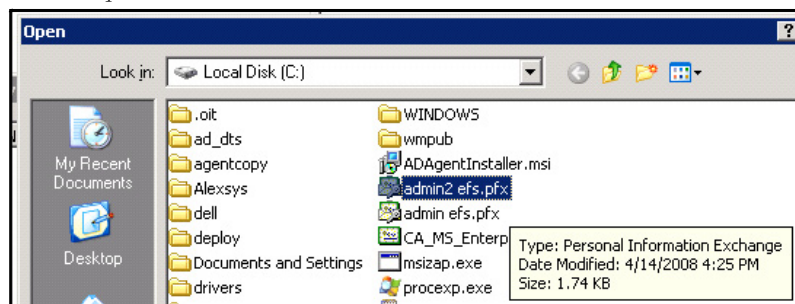 Open
?
Look in: Local Disk (C:)
My Recent
Documents
Desktop
.oit
ad_dts
agentcopy
Alexsys
dell
deploy
Documents and Settings
drivers
WINDOWS
wmpub
ADAgentInstaller.msi
admin2 efs.pfx
admin efs.pfx
CA_MS_Enterp
msizap.exe
procexp.exe
Type: Personal Information Exchange
Date Modified: 4/14/2008 4:25 PM
Size: 1.74 KB